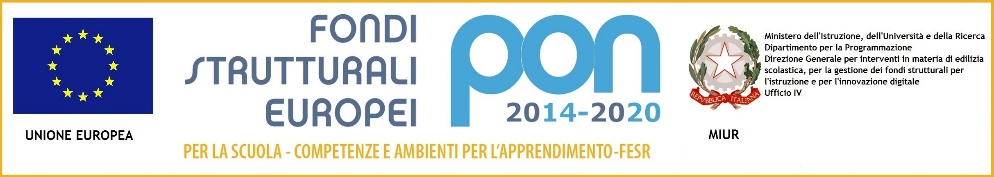 UNIONE EUROPEA
FONDI
STRUTTURALI
EUROPEI
pon
2014-2020
PER LA SCUOLA - COMPETENZE E AMBIENTI PER L'APPRENDIMENTO-FESR
REPVBBLICA ITALIANA
MIUR
Ministero dell'Istruzione, dell'Università e della Ricerca
Dipartimento per la Programmazione
Direzione Generale per interventi in materia di edilizia
scolastica, per la gestione dei fondi strutturali per
l'istruzione e per l'innovazione digitale
Ufficio IV